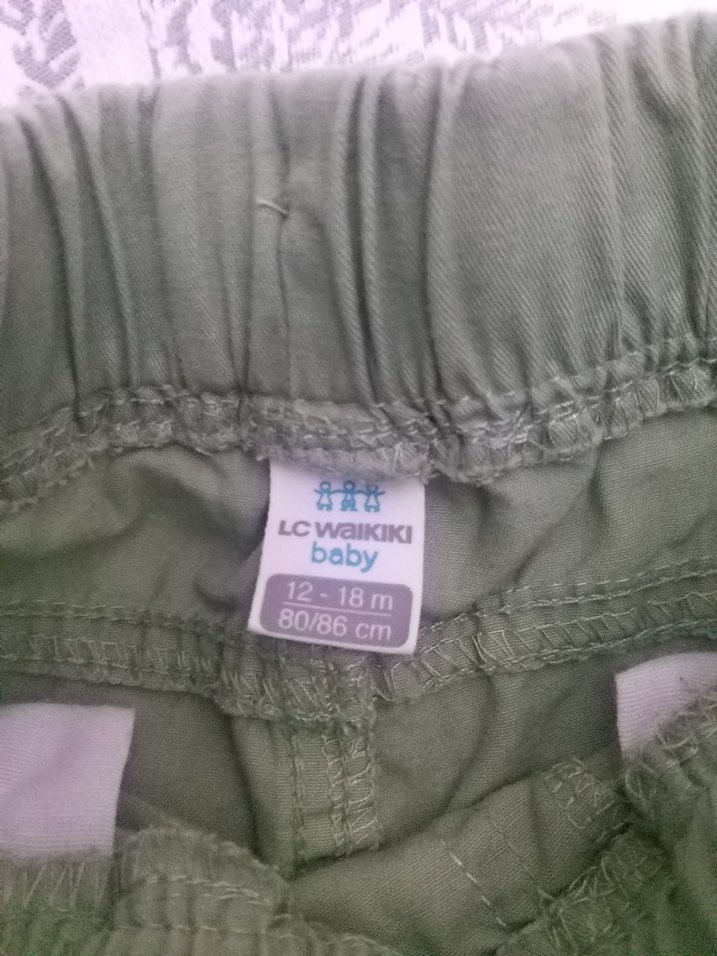 LC WAIKIKI
baby
12 - 18 m
80/86 cm